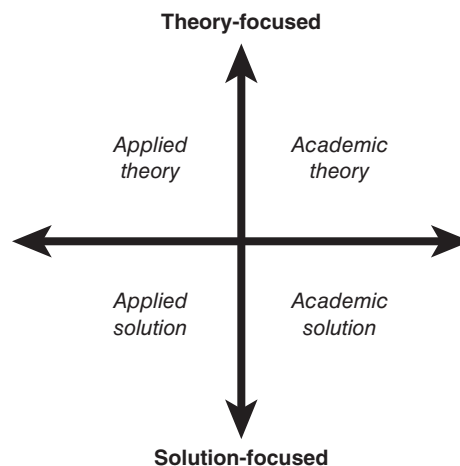 Theory-focused
Applied
theory
Academic
theory
Applied
solution
Academic
solution
Solution-focused